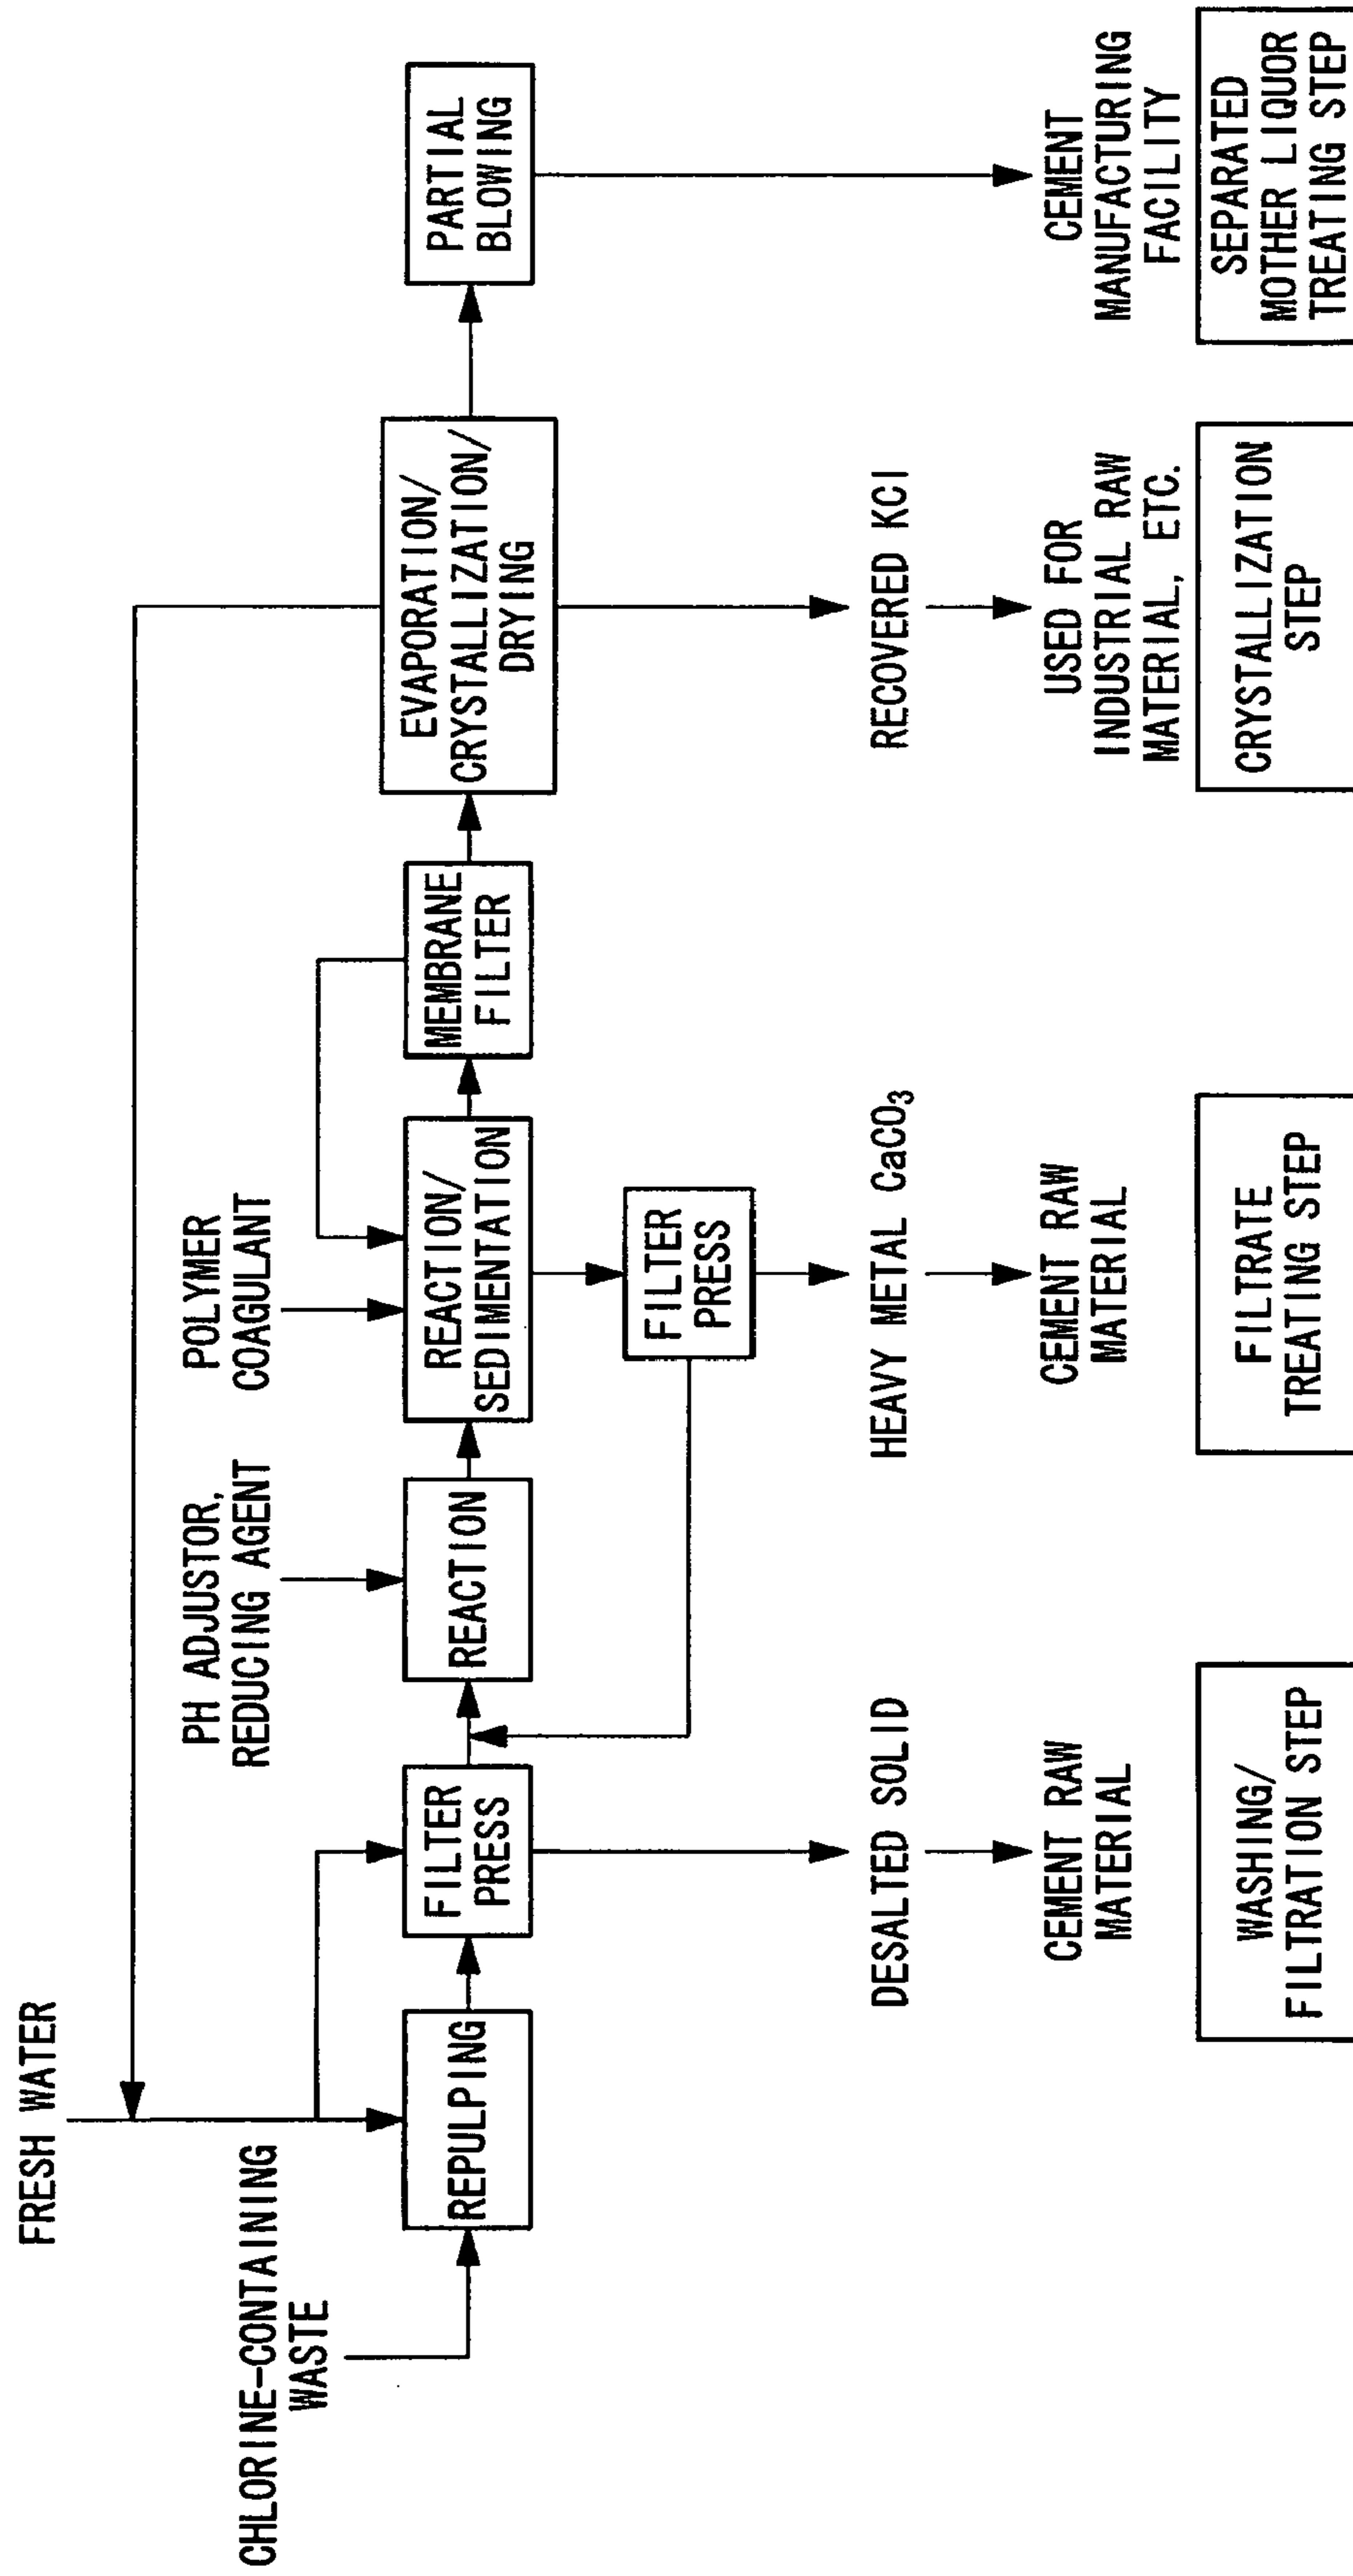 FRESH WATER
CHLORINE-CONTAINING
WASTE
PH ADJUSTOR,
REDUCING AGENT
POLYMER
COAGULANT
REPULPING
FILTER
PRESS
REACTION
REACTION/
SEDIMENTATION
MEMBRANE
FILTER
EVAPORATION/
CRYSTALLIZATION/
DRYING
PARTIAL
BLOWING
FILTER
PRESS
DESALTED SOLID
HEAVY METAL CaCO₃
RECOVERED KCl
CEMENT RAW
MATERIAL
CEMENT RAW
MATERIAL
USED FOR
INDUSTRIAL RAW
MATERIAL, ETC.
CEMENT
MANUFACTURING
FACILITY
WASHING/
FILTRATION STEP
FILTRATE
TREATING STEP
CRYSTALLIZATION
STEP
SEPARATED
MOTHER LIQUOR
TREATING STEP